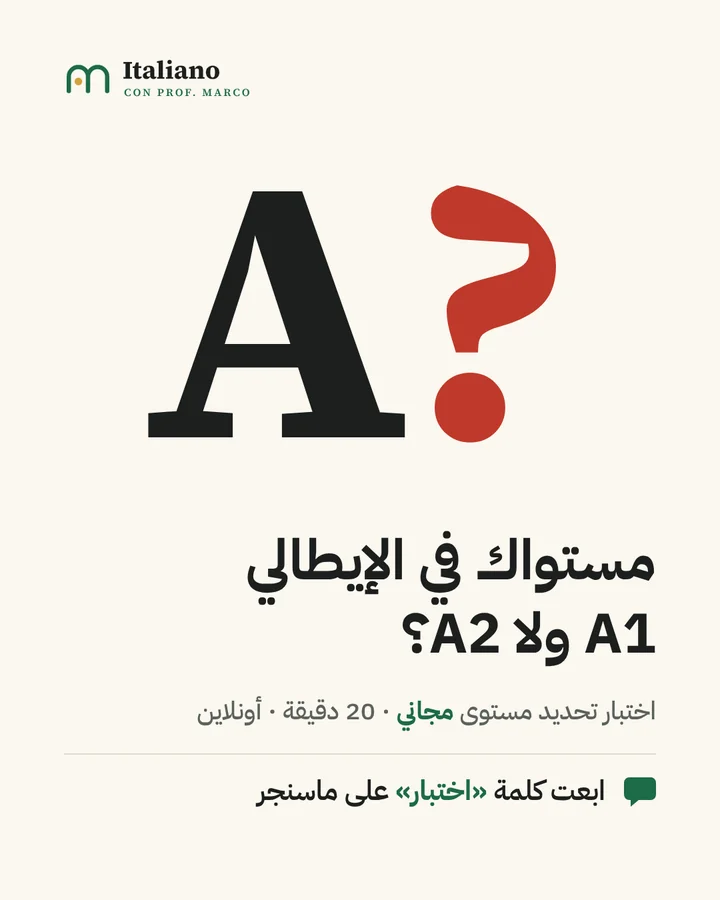 Italiano
CON PROF. MARCO
A?
مستواك في الإيطالي
A1 ولا A2؟
اختبار تحديد مستوى مجاني · 20 دقيقة · أونلاين
ابعت كلمة «اختبار» على ماسنجر